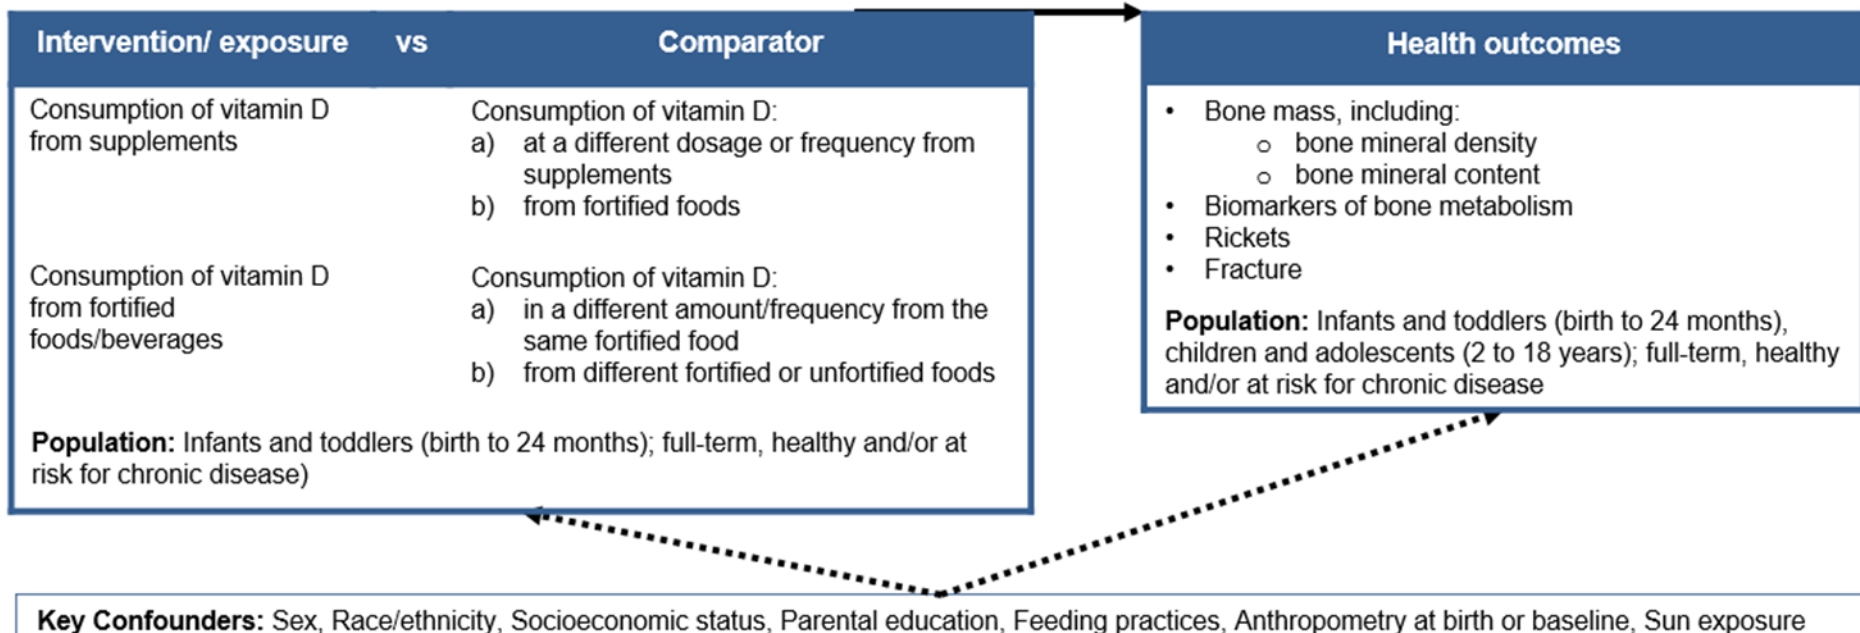 Intervention/ exposure vs Comparator
Consumption of vitamin D
from supplements
Consumption of vitamin D:
a) at a different dosage or frequency from
supplements
b) from fortified foods
Consumption of vitamin D
from fortified
foods/beverages
Consumption of vitamin D:
a) in a different amount/frequency from the
same fortified food
b) from different fortified or unfortified foods
Population: Infants and toddlers (birth to 24 months); full-term, healthy and/or at
risk for chronic disease)
Health outcomes
• Bone mass, including:
o bone mineral density
o bone mineral content
• Biomarkers of bone metabolism
• Rickets
• Fracture
Population: Infants and toddlers (birth to 24 months),
children and adolescents (2 to 18 years); full-term, healthy
and/or at risk for chronic disease
Key Confounders: Sex, Race/ethnicity, Socioeconomic status, Parental education, Feeding practices, Anthropometry at birth or baseline, Sun exposure